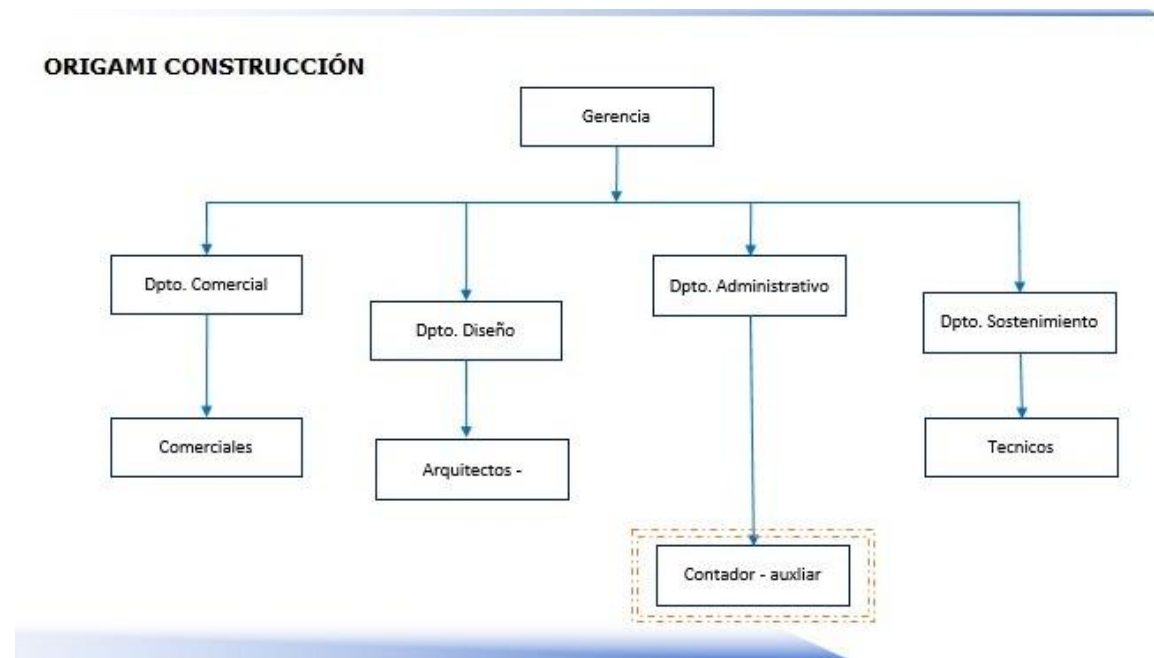 ORIGAMI CONSTRUCCIÓN
Gerencia
Dpto. Comercial
Dpto. Diseño
Dpto. Administrativo
Dpto. Sostenimiento
Comerciales
Arquitectos -
Tecnicos
Contador - auxliar